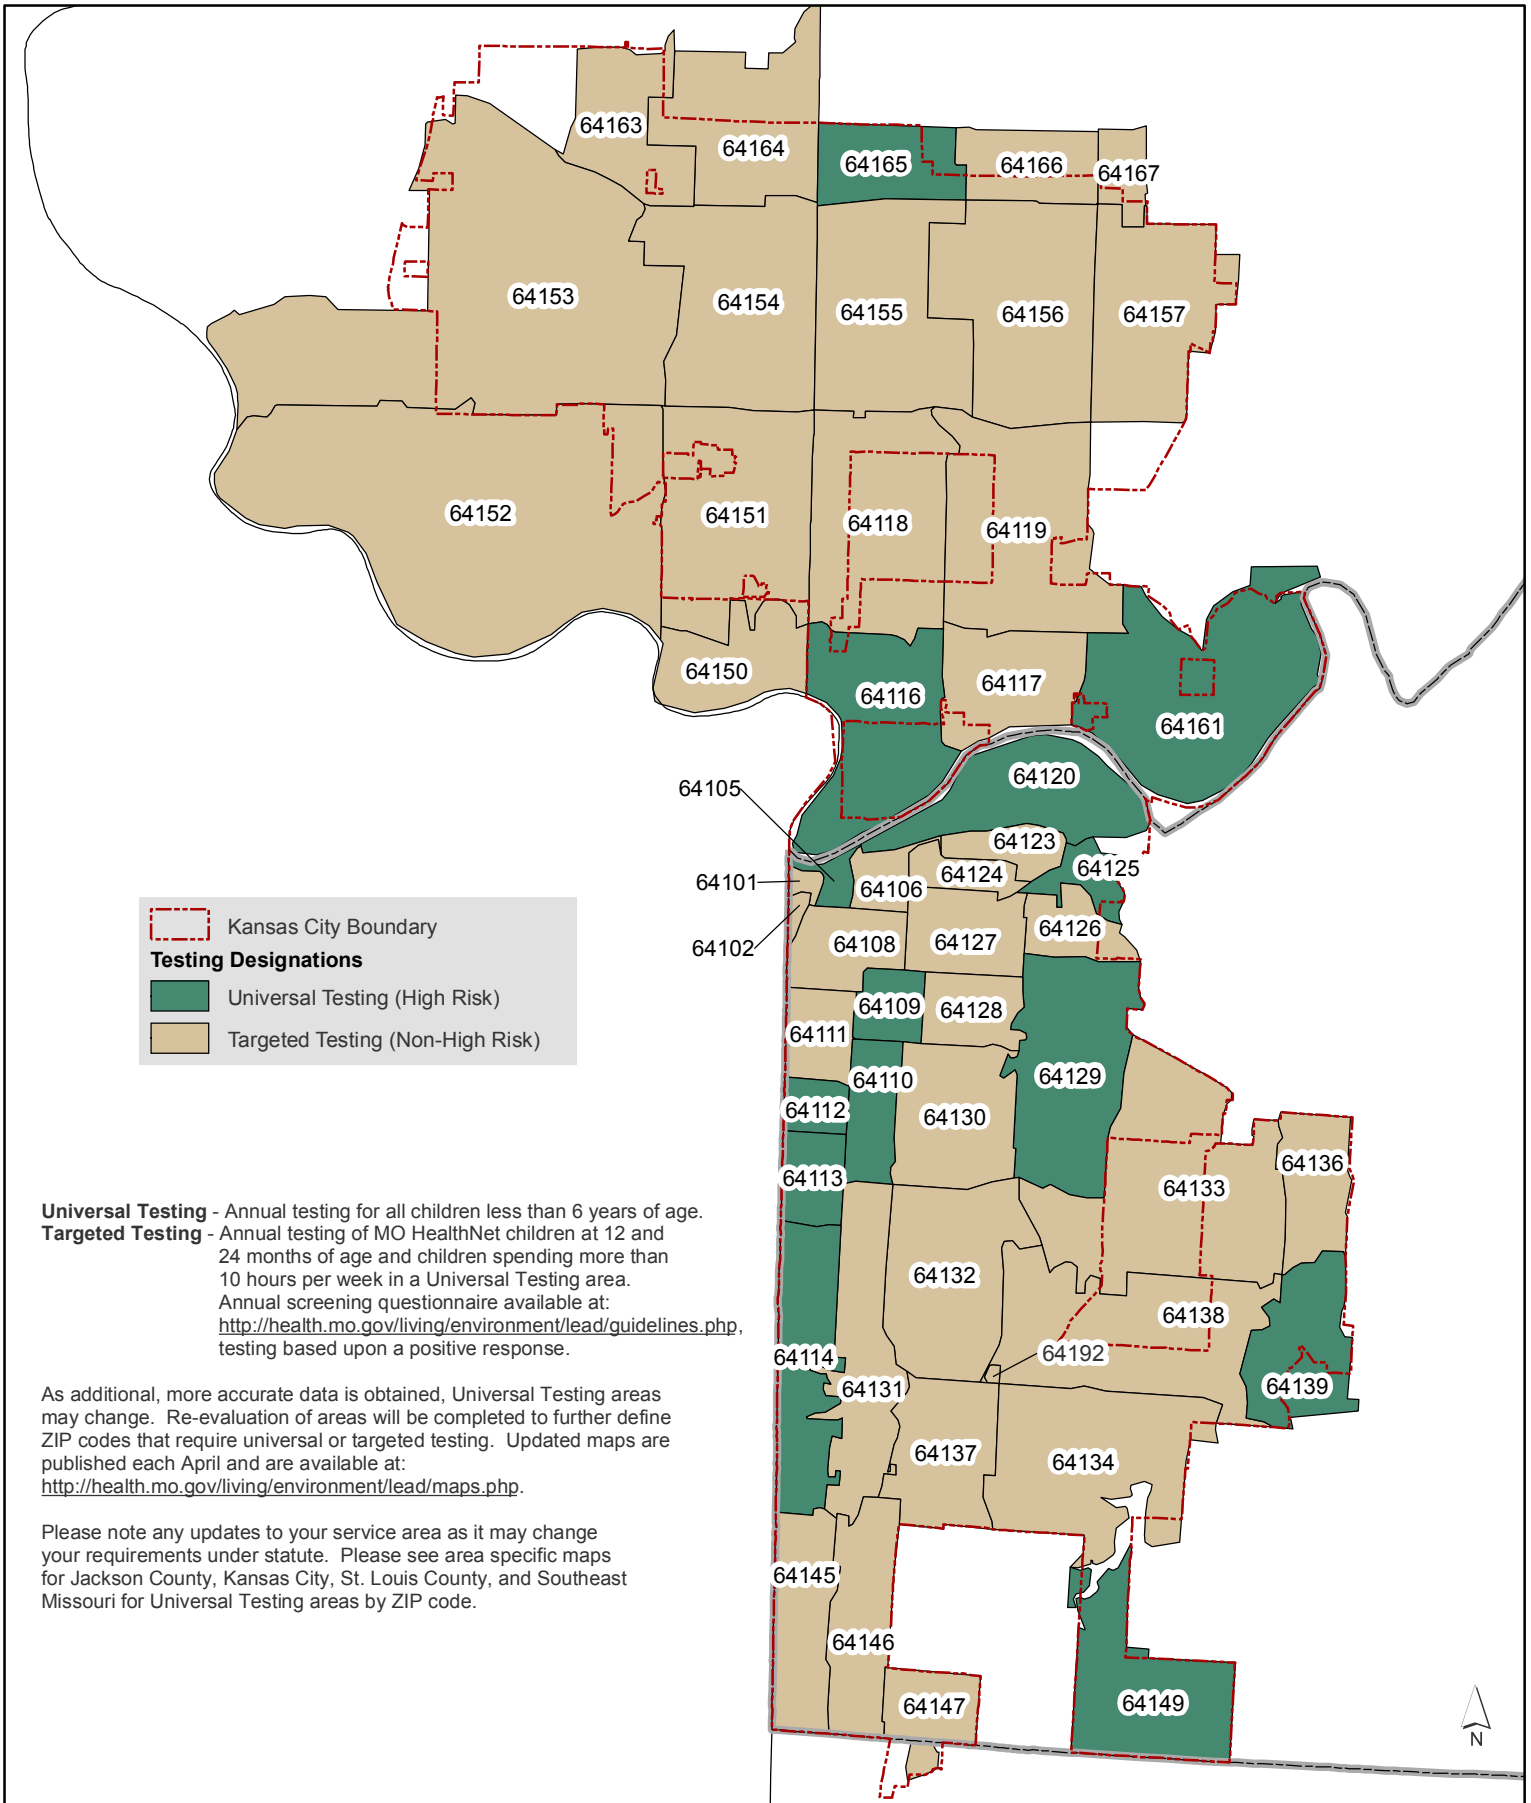 64163
64164
64165
64166
64167
64153
64154
64155
64156
64157
64152
64151
64118
64119
64150
64116
64117
64161
64120
64105
64123
64125
64124
64101
64106
64126
64102
64108
64127
Kansas City Boundary
Testing Designations
Universal Testing (High Risk)
Targeted Testing (Non-High Risk)
64109
64128
64111
64110
64129
64112
64130
64113
64133
64136
Universal Testing - Annual testing for all children less than 6 years of age.
Targeted Testing - Annual testing of MO HealthNet children at 12 and
24 months of age and children spending more than
10 hours per week in a Universal Testing area.
Annual screening questionnaire available at:
http://health.mo.gov/living/environment/lead/guidelines.php,
testing based upon a positive response.
64132
64138
64192
64114
64131
64139
As additional, more accurate data is obtained, Universal Testing areas
may change. Re-evaluation of areas will be completed to further define
ZIP codes that require universal or targeted testing. Updated maps are
published each April and are available at:
http://health.mo.gov/living/environment/lead/maps.php.
64137
64134
Please note any updates to your service area as it may change
your requirements under statute. Please see area specific maps
for Jackson County, Kansas City, St. Louis County, and Southeast
Missouri for Universal Testing areas by ZIP code.
64145
64146
64147
64149
N